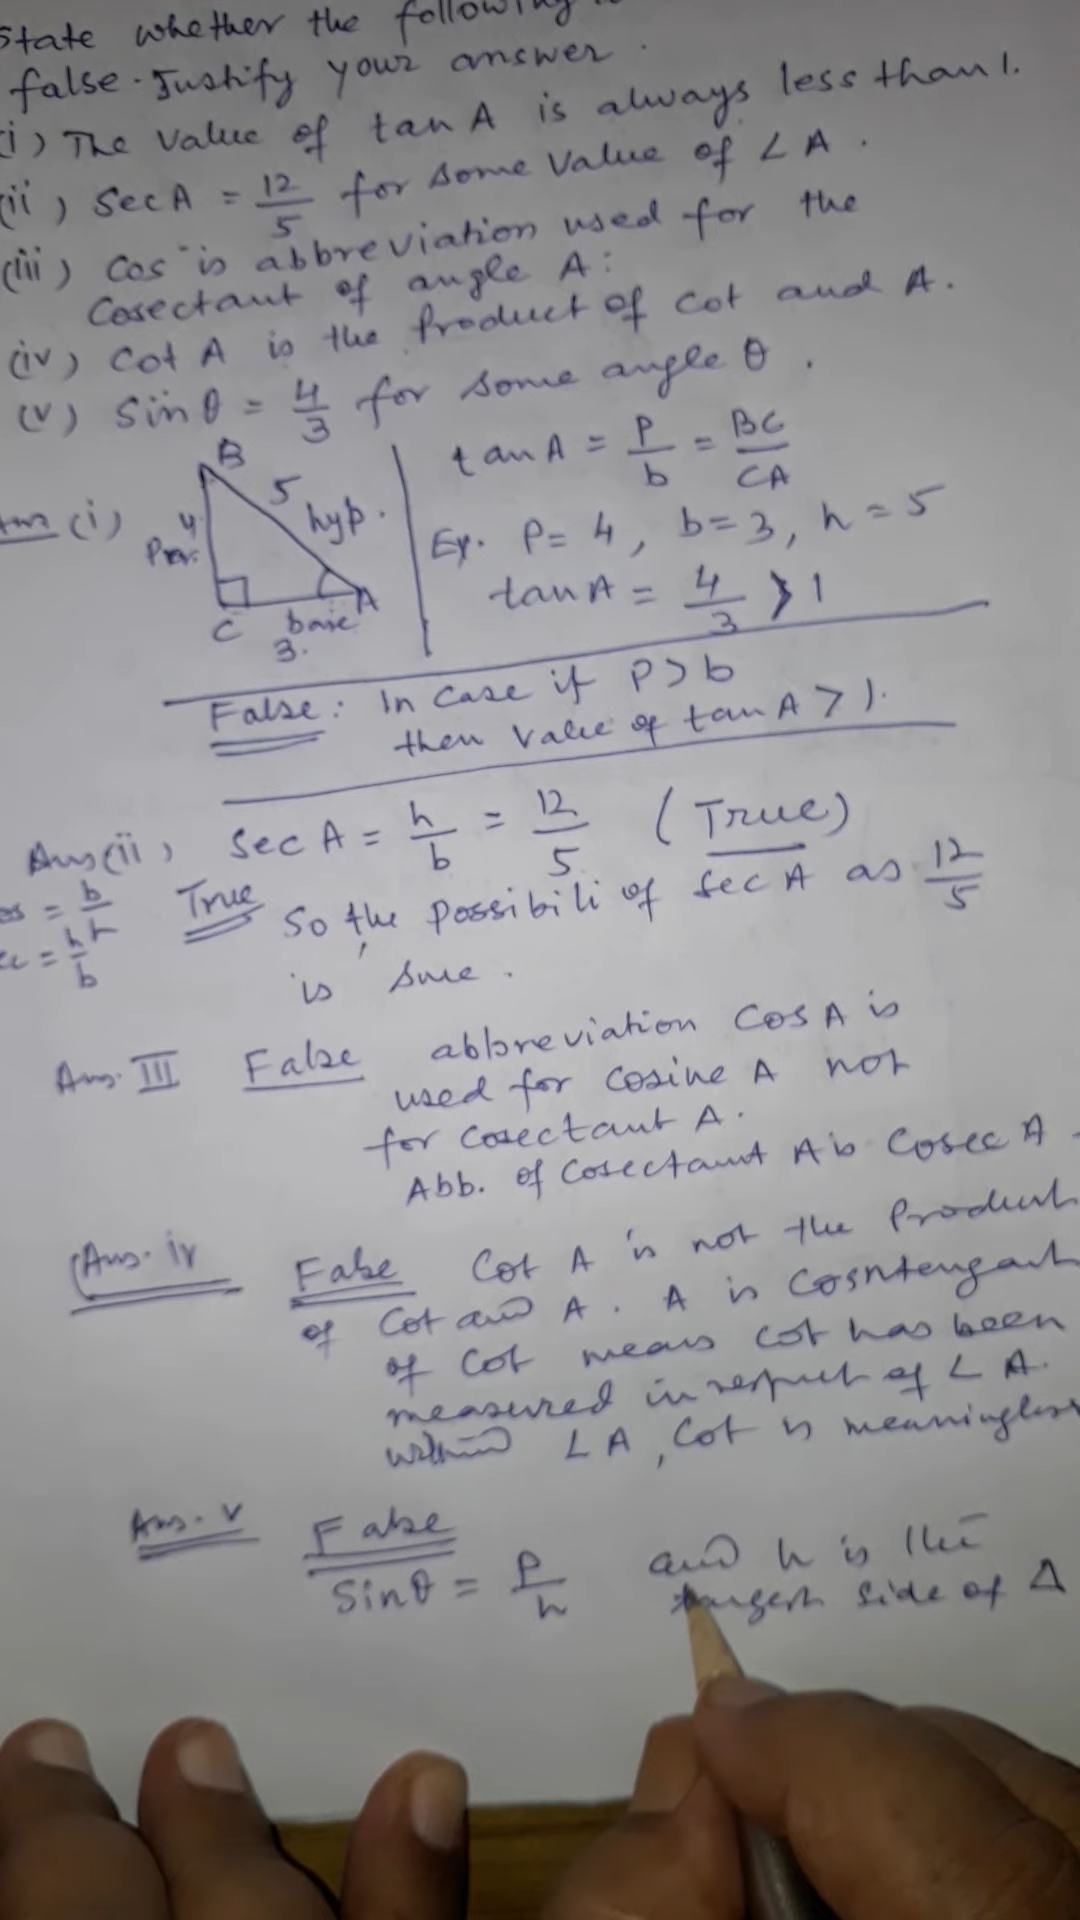 State whether the following
false. Justify your answer.
(i) The value of tan A is always less than 1.
(ii) Sec A = 12/5 for some value of ∠A.
(iii) Cos is abbreviation used for the
Cosectant of angle A:
(iv) Cot A is the Product of Cot and A.
(v) Sin θ = 4/3 for some angle θ.
Ans (i)
B
5
hyp.
4
Per.
C
base
A
3.
tan A = P/b = BC/CA
Ex. P = 4, b = 3, h = 5
tan A = 4/3 > 1
False: In case if P > b
then value of tan A > 1.
Ans (ii) Sec A = h/b = 12/5 (True)
cos = b/h
True So the possibili of sec A as 12/5
= h/b
is sure.
Ans. III False abbreviation Cos A is
used for cosine A not
for cosectant A.
Abb. of Cosectant A is Cosec A
(Ans. iv False Cot A is not the Product
of Cot and A. A is Cosntengant
of Cot means Cot has been
measured in respect of ∠A.
∠A, Cot is meaningless
Ans. v False
Sin θ = P/h and h is the
longest side of Δ